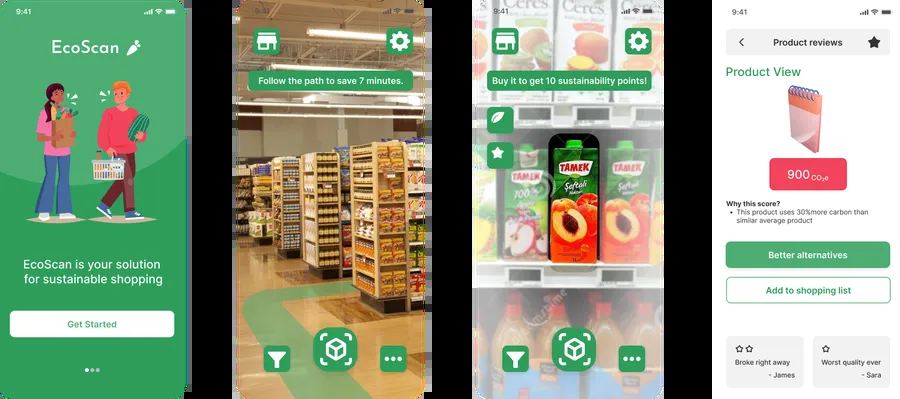 9:41
EcoScan
EcoScan is your solution
for sustainable shopping
Get Started
9:41
Follow the path to save 7 minutes.
9:41
Ceres
Ceres
Buy it to get 10 sustainability points!
TAMEK
Şeftali
100%
9:41
Product reviews
Product View
900 CO₂e
Why this score?
• This product uses 30%more carbon than
similar average product
Better alternatives
Add to shopping list
Broke right away
- James
Worst quality ever
- Sara